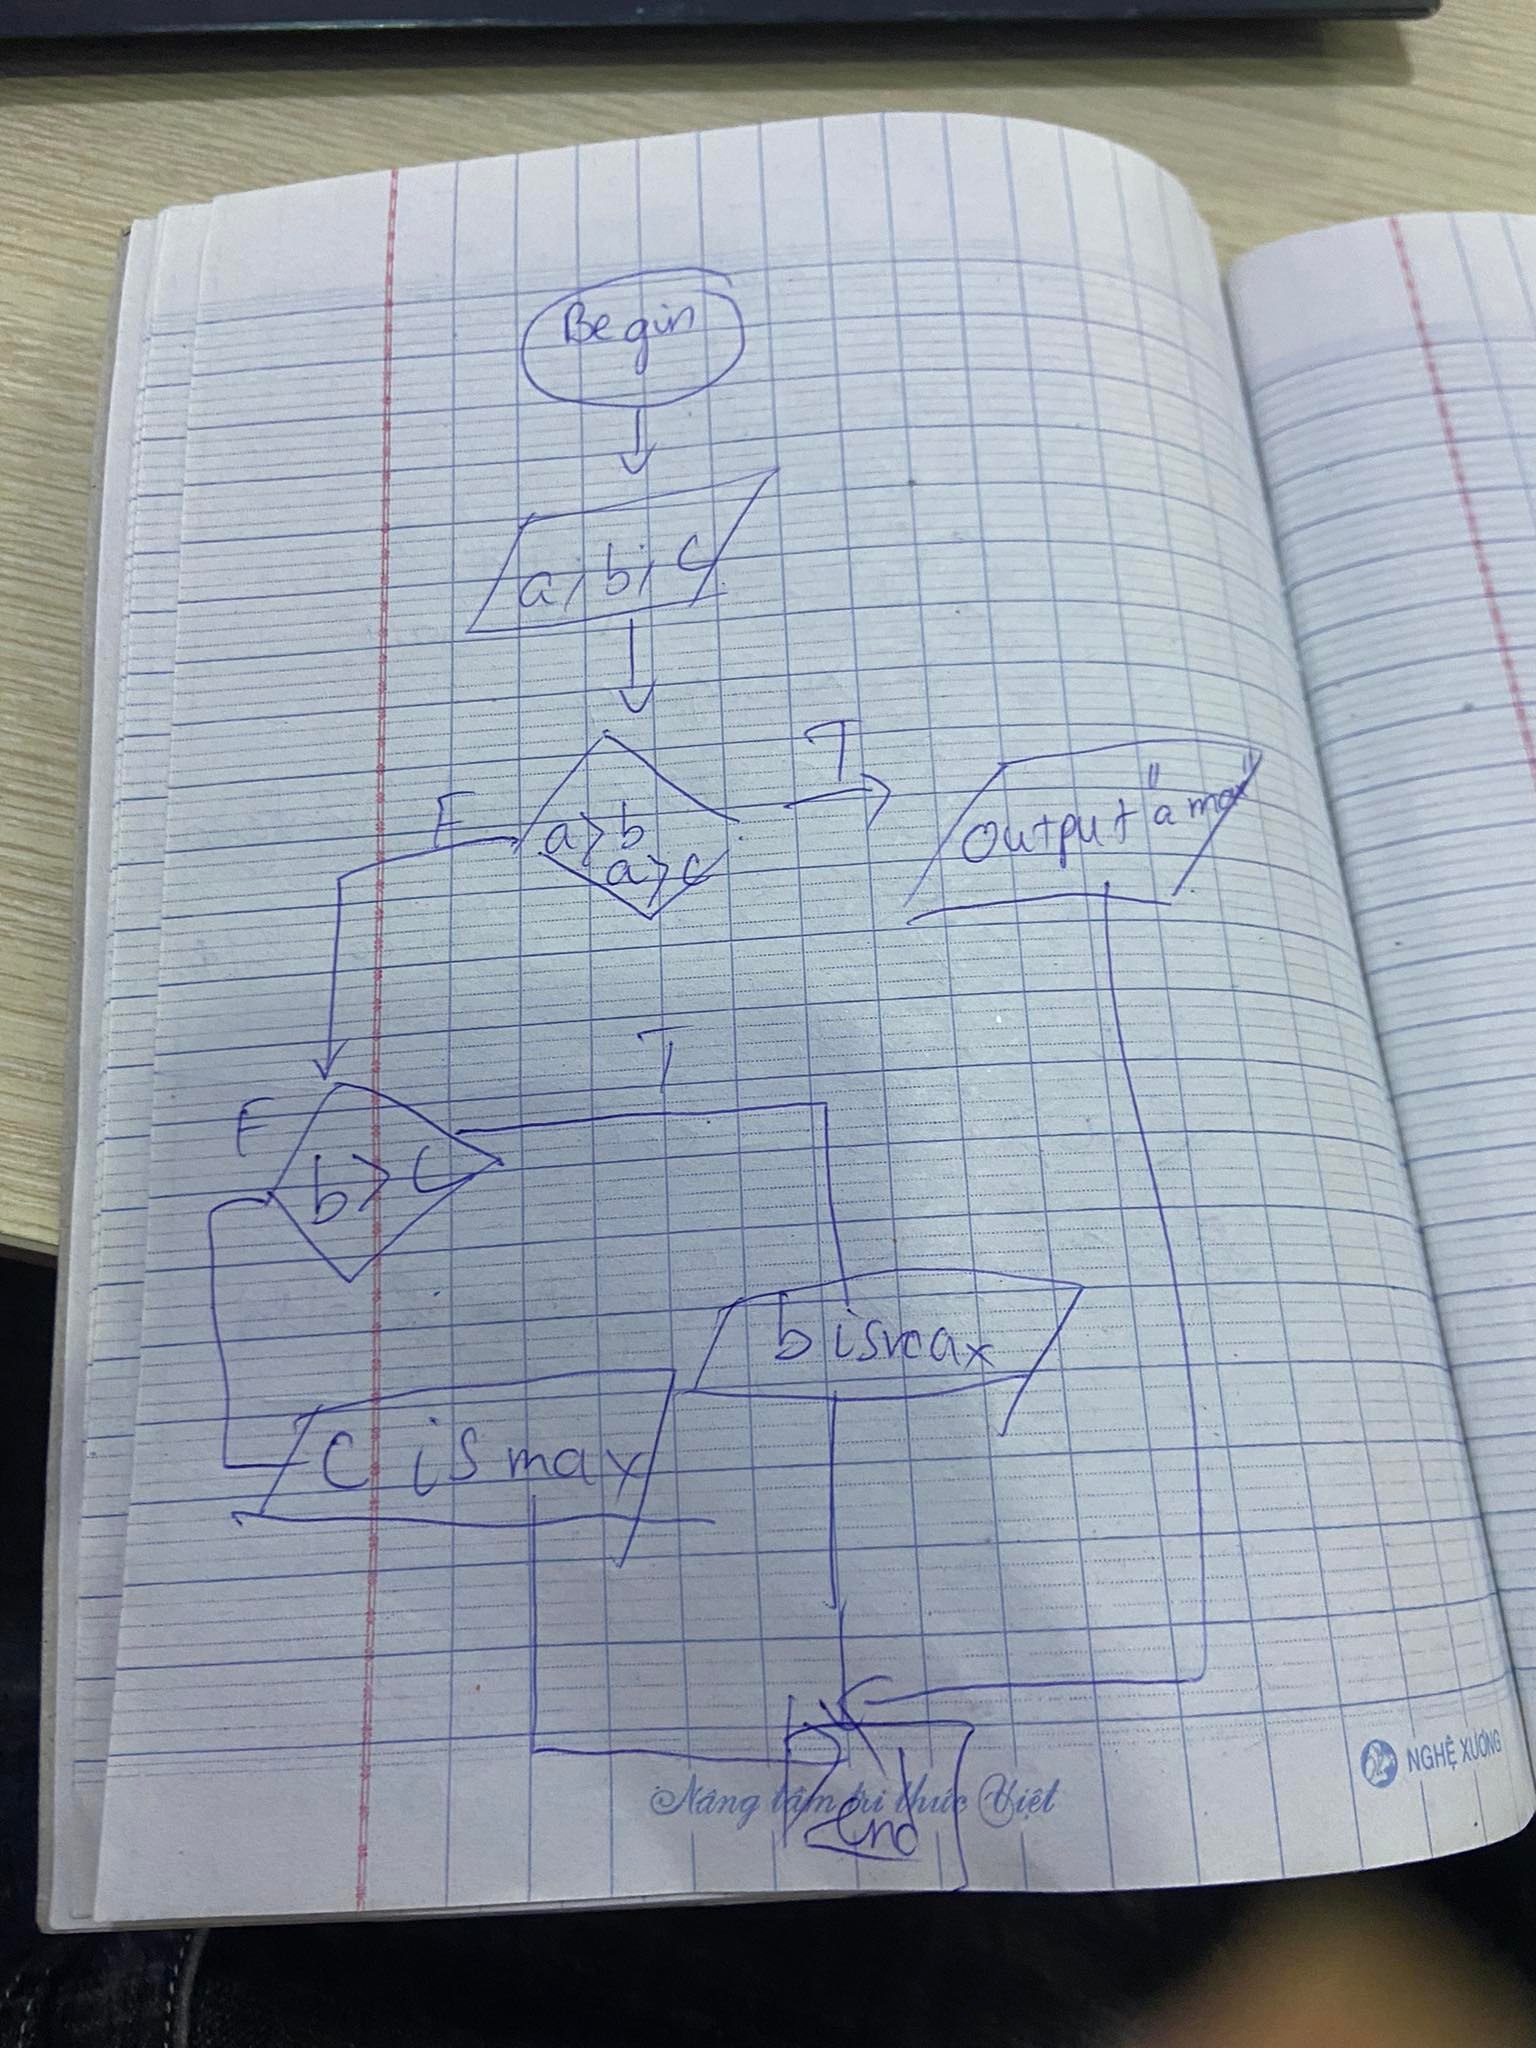 Begin
a, b, c
T
F
a > b
a > c
Output "a max"
T
F
b > c
b is max
c is max
End
Nâng tầm tri thức Việt
NGHỆ XƯƠNG